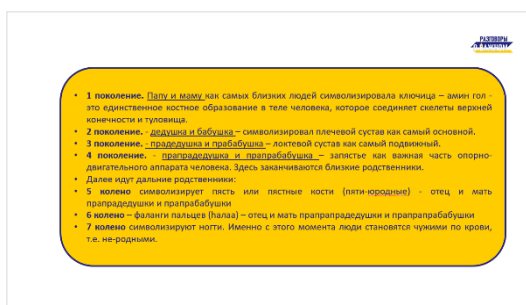 РАЗГОВОРЫ
О ВАЖНОМ
• 1 поколение. Папу и маму как самых близких людей символизировала ключица – амин гол -
это единственное костное образование в теле человека, которое соединяет скелеты верхней
конечности и туловища.
• 2 поколение. - дедушка и бабушка – символизировал плечевой сустав как самый основной.
• 3 поколение. - прадедушка и прабабушка – локтевой сустав как самый подвижный.
• 4 поколение. - прапрадедушка и прапрабабушка – запястье как важная часть опорно-
двигательного аппарата человека. Здесь заканчиваются близкие родственники.
• Далее идут дальние родственники:
• 5 колено символизирует пясть или пястные кости (пяти-юродные) - отец и мать
прапрадедушки и прапрабабушки
• 6 колено – фаланги пальцев (һалаа) – отец и мать прапрапрадедушки и прапрапрабабушки
• 7 колено символизируют ногти. Именно с этого момента люди становятся чужими по крови,
т.е. не-родными.